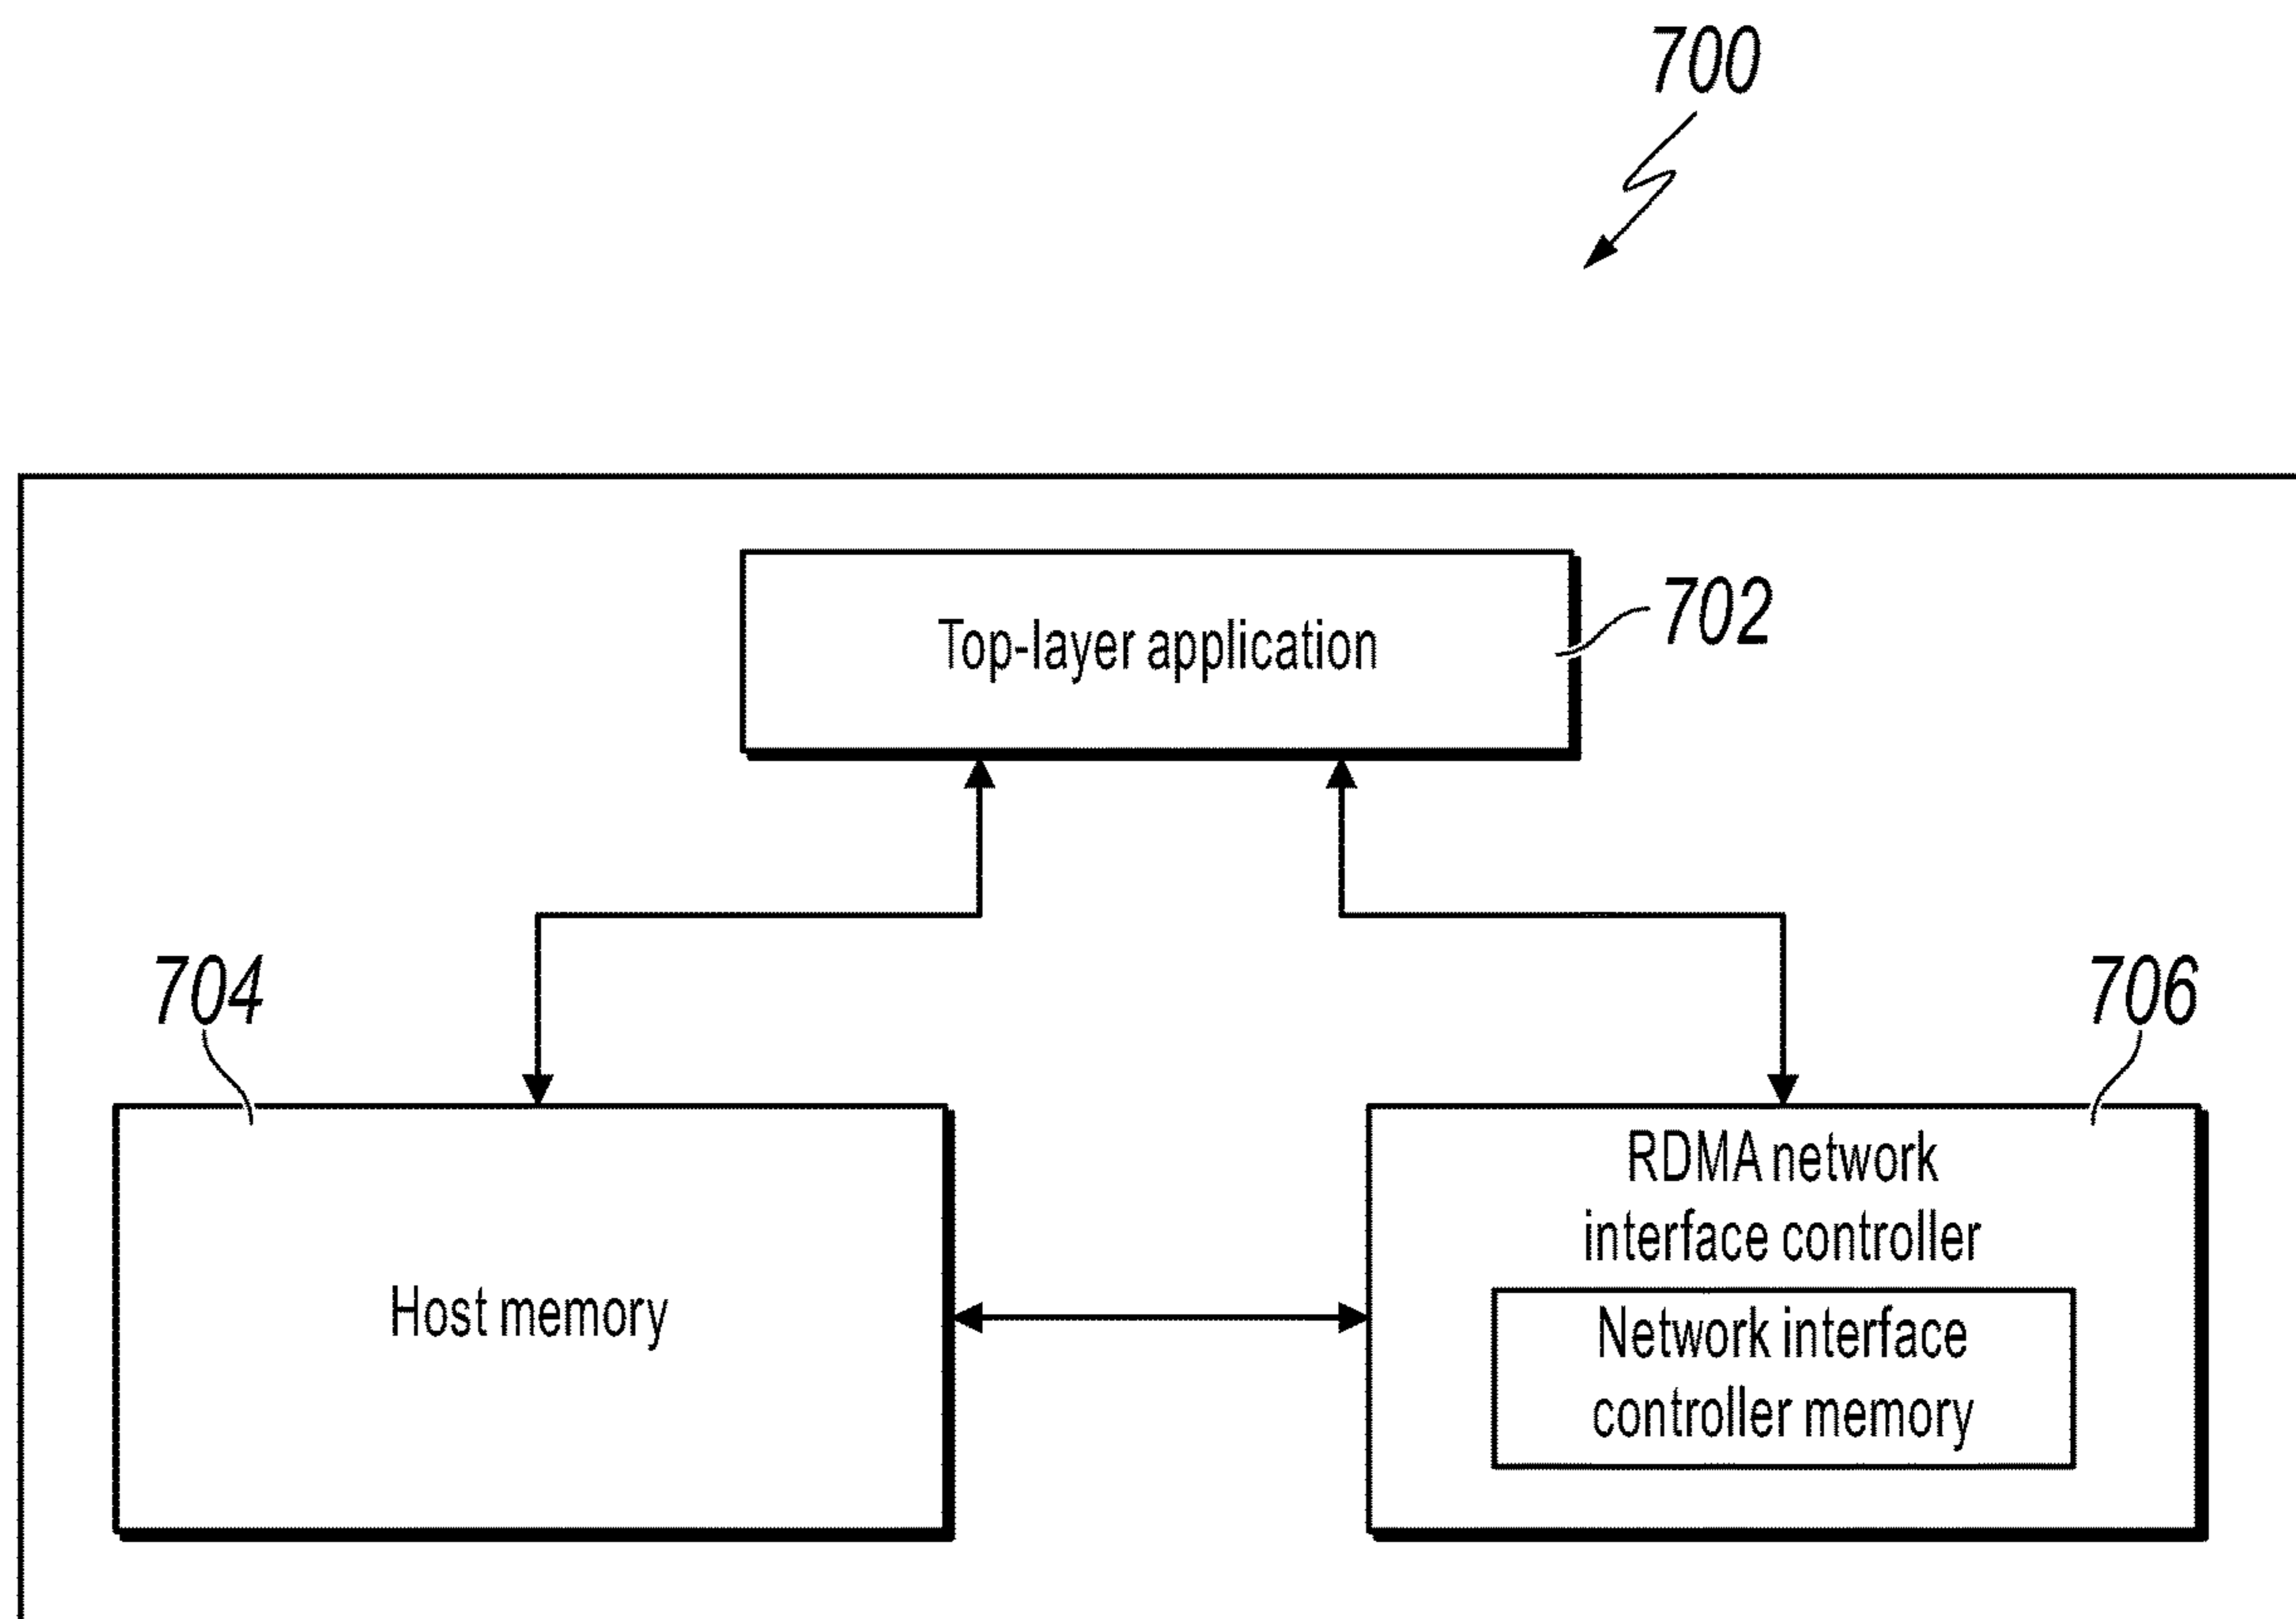 700
Top-layer application
702
704
706
Host memory
RDMA network
interface controller
Network interface
controller memory